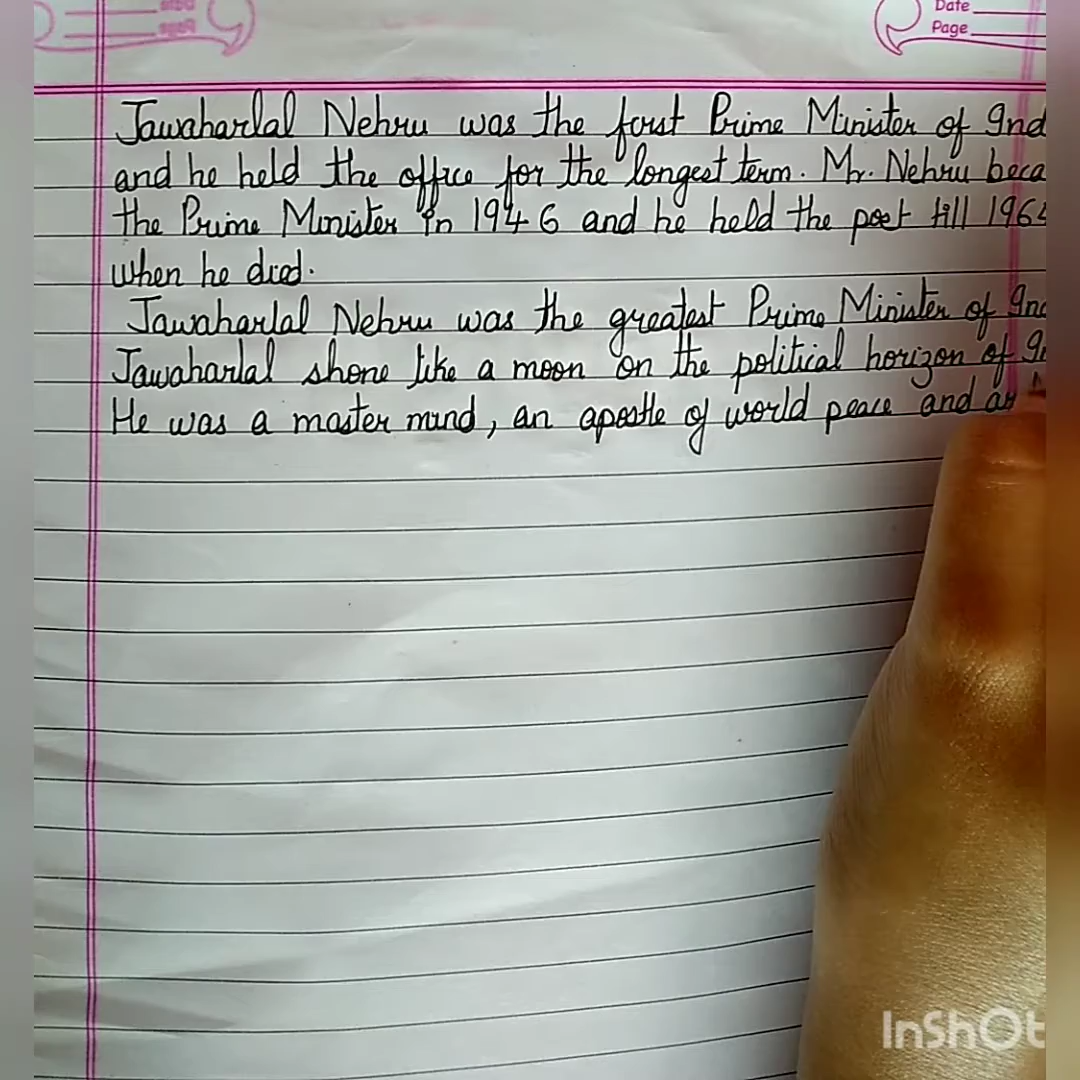 Date
Page
Jawaharlal Nehru was the first Prime Minister of Ind
and he held the office for the longest term. Mr. Nehru beca
the Prime Minister in 1946 and he held the post till 196
when he died.
Jawaharlal Nehru was the greatest Prime Minister of Ind
Jawaharlal shone like a moon on the political horizon of In
He was a master mind, an apostle of world peace and an
InShOt